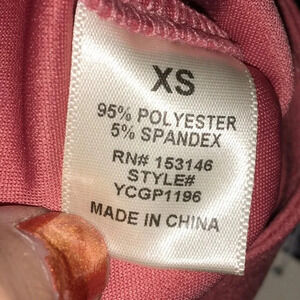 XS
95% POLYESTER
5% SPANDEX
RN# 153146
STYLE#
YCGP1196
MADE IN CHINA